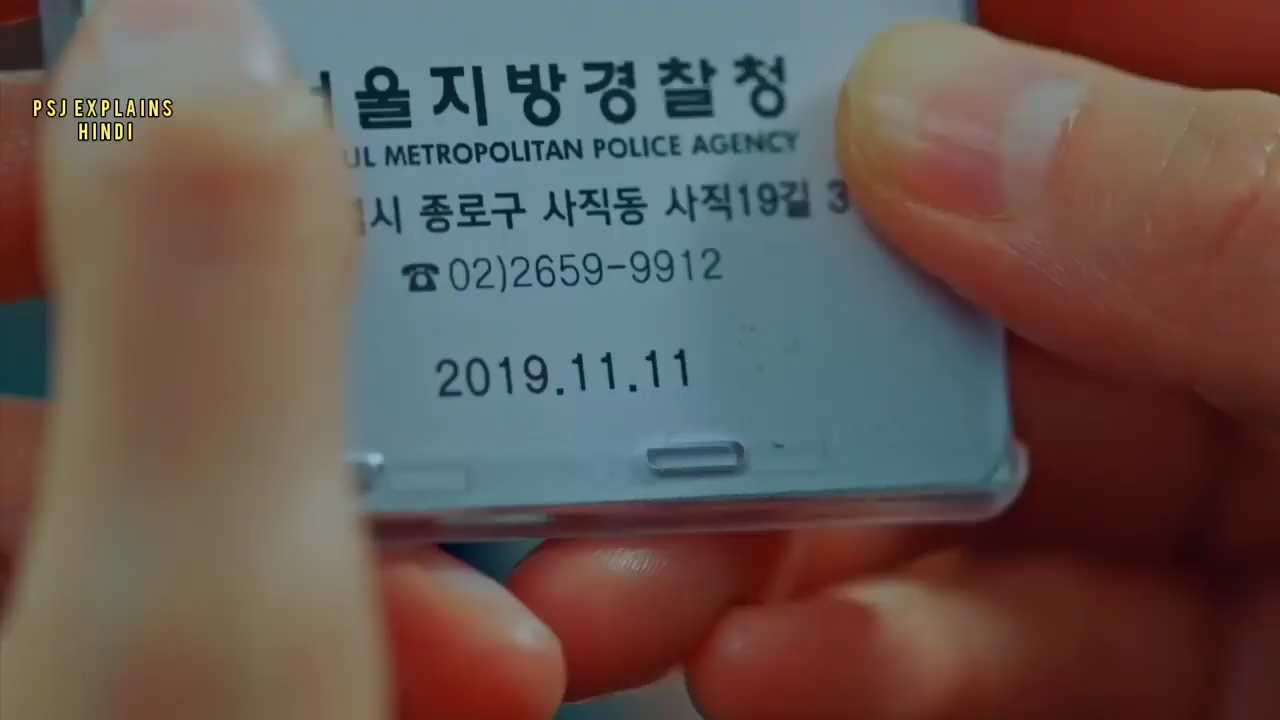 PSJ EXPLAINS
HINDI
울지방경찰청
UL METROPOLITAN POLICE AGENCY
시 종로구 사직동 사직19길 3
☎02)2659-9912
2019.11.11